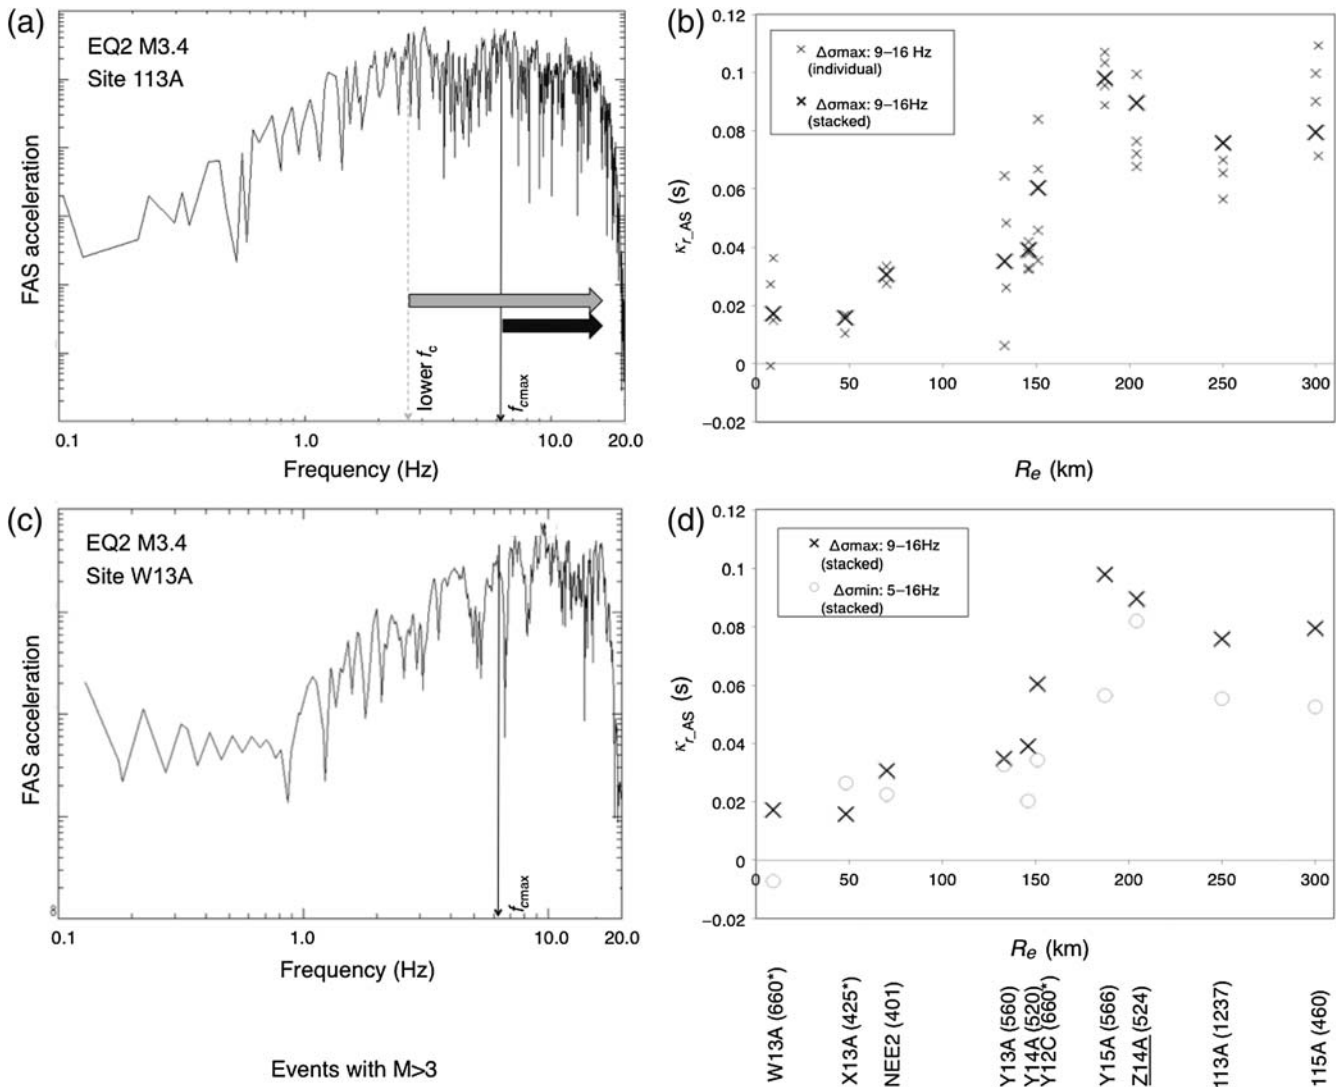 (a)
EQ2 M3.4
Site 113A
FAS acceleration
lower fc
fcmax
0.1 1.0 10.0 20.0
Frequency (Hz)
(b)
0.12
0.1
0.08
0.06
0.04
0.02
0
−0.02
Δσmax: 9−16 Hz
(individual)
Δσmax: 9−16Hz
(stacked)
κr_AS (s)
0 50 100 150 200 250 300
Re (km)
(c)
EQ2 M3.4
Site W13A
FAS acceleration
fcmax
0.1 1.0 10.0 20.0
Frequency (Hz)
Events with M>3
(d)
0.12
0.1
0.08
0.06
0.04
0.02
0
−0.02
Δσmax: 9−16Hz
(stacked)
Δσmin: 5−16Hz
(stacked)
κr_AS (s)
0 50 100 150 200 250 300
Re (km)
W13A (660*)
X13A (425*)
NEE2 (401)
Y13A (560)
Y14A (520)
Y12C (660*)
Y15A (566)
Z14A (524)
113A (1237)
115A (460)